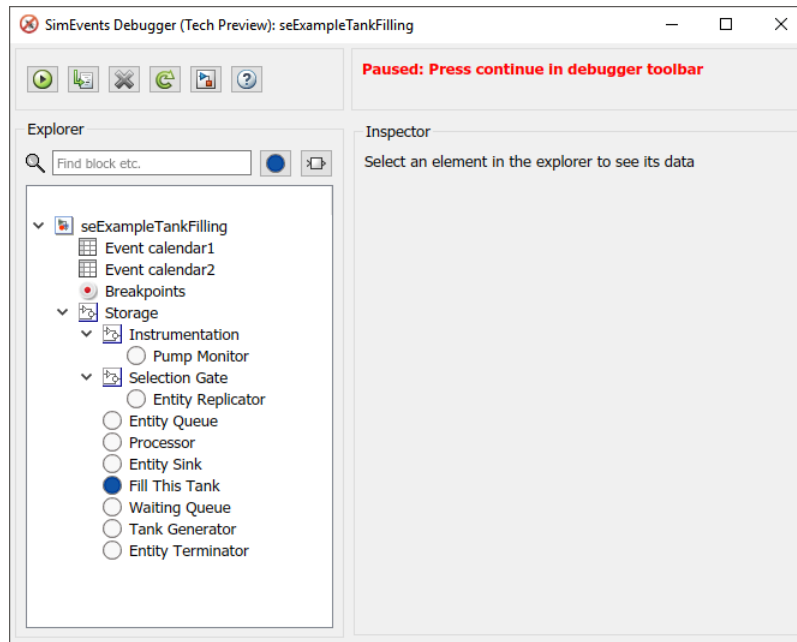 SimEvents Debugger (Tech Preview): seExampleTankFilling
Paused: Press continue in debugger toolbar
Explorer
Find block etc.
seExampleTankFilling
Event calendar1
Event calendar2
Breakpoints
Storage
Instrumentation
Pump Monitor
Selection Gate
Entity Replicator
Entity Queue
Processor
Entity Sink
Fill This Tank
Waiting Queue
Tank Generator
Entity Terminator
Inspector
Select an element in the explorer to see its data